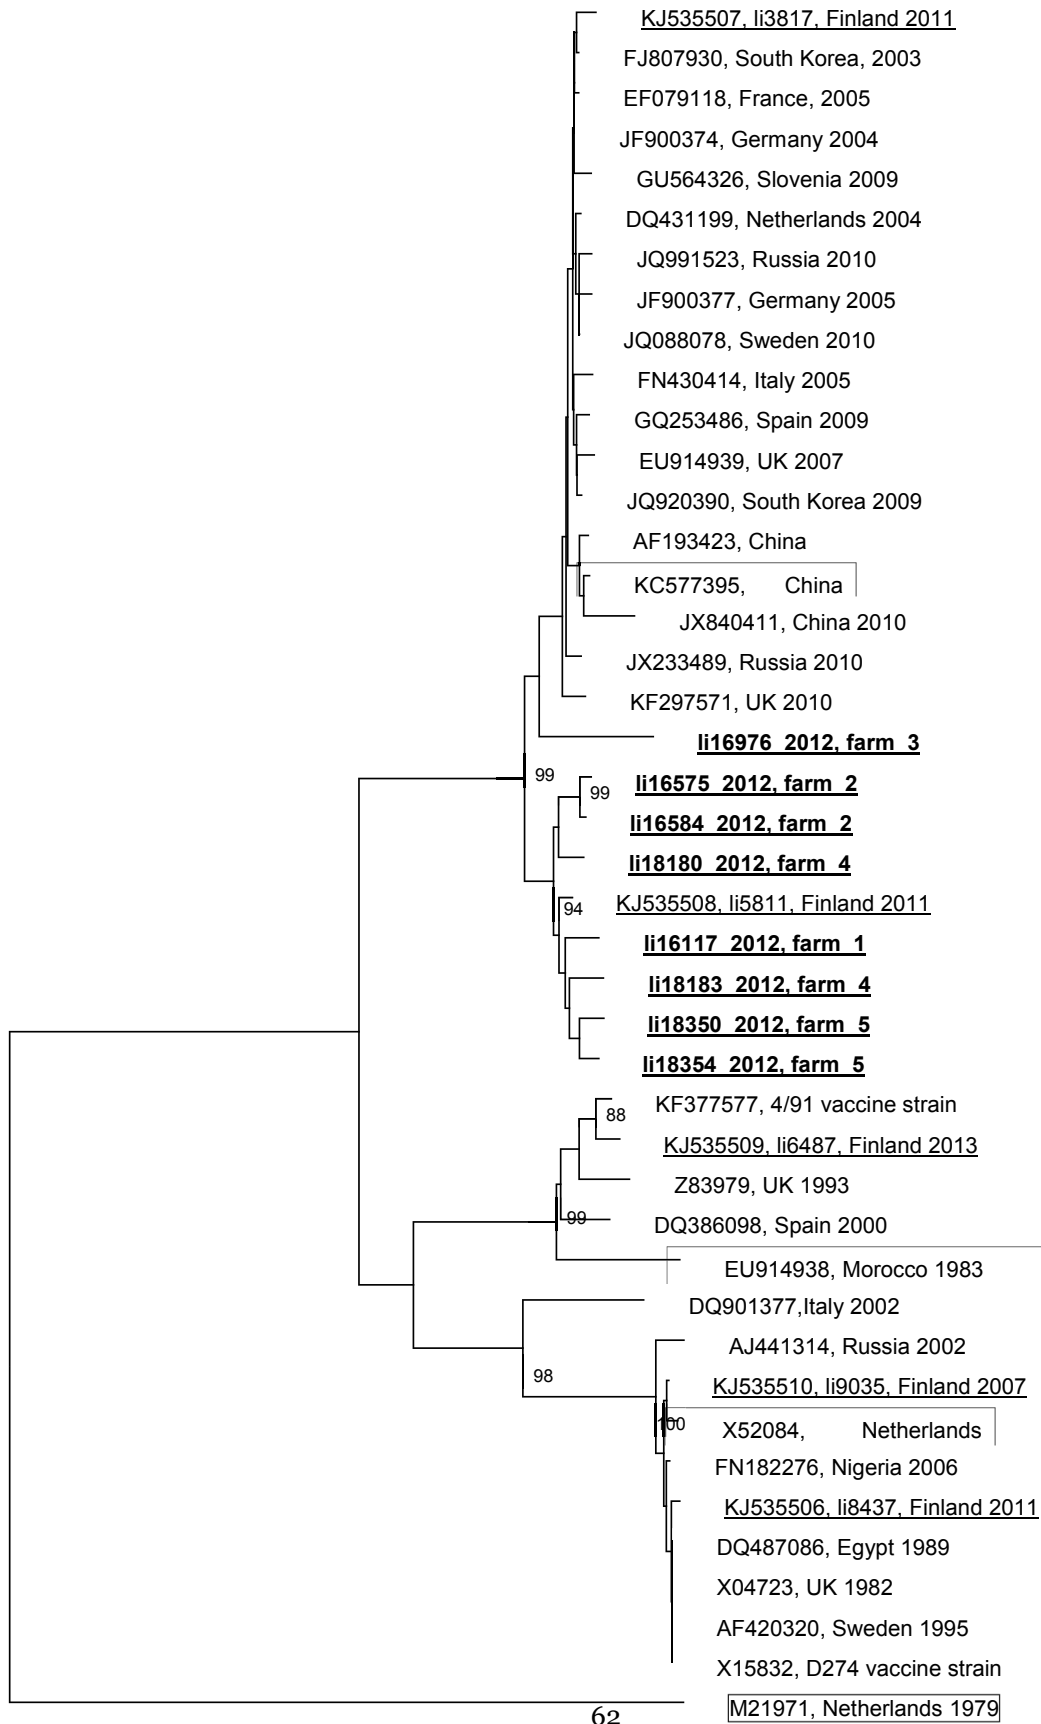 KJ535507, li3817, Finland 2011
FJ807930, South Korea, 2003
EF079118, France, 2005
JF900374, Germany 2004
GU564326, Slovenia 2009
DQ431199, Netherlands 2004
JQ991523, Russia 2010
JF900377, Germany 2005
JQ088078, Sweden 2010
FN430414, Italy 2005
GQ253486, Spain 2009
EU914939, UK 2007
JQ920390, South Korea 2009
AF193423, China
KC577395, China
JX840411, China 2010
JX233489, Russia 2010
KF297571, UK 2010
li16976_2012, farm_3
99
99 li16575_2012, farm_2
li16584_2012, farm_2
li18180_2012, farm_4
94 KJ535508, li5811, Finland 2011
li16117_2012, farm_1
li18183_2012, farm_4
li18350_2012, farm_5
li18354_2012, farm_5
KF377577, 4/91 vaccine strain
88
KJ535509, li6487, Finland 2013
Z83979, UK 1993
99 DQ386098, Spain 2000
EU914938, Morocco 1983
DQ901377,Italy 2002
AJ441314, Russia 2002
98
KJ535510, li9035, Finland 2007
100 X52084, Netherlands
FN182276, Nigeria 2006
KJ535506, li8437, Finland 2011
DQ487086, Egypt 1989
X04723, UK 1982
AF420320, Sweden 1995
X15832, D274 vaccine strain
M21971, Netherlands 1979
62